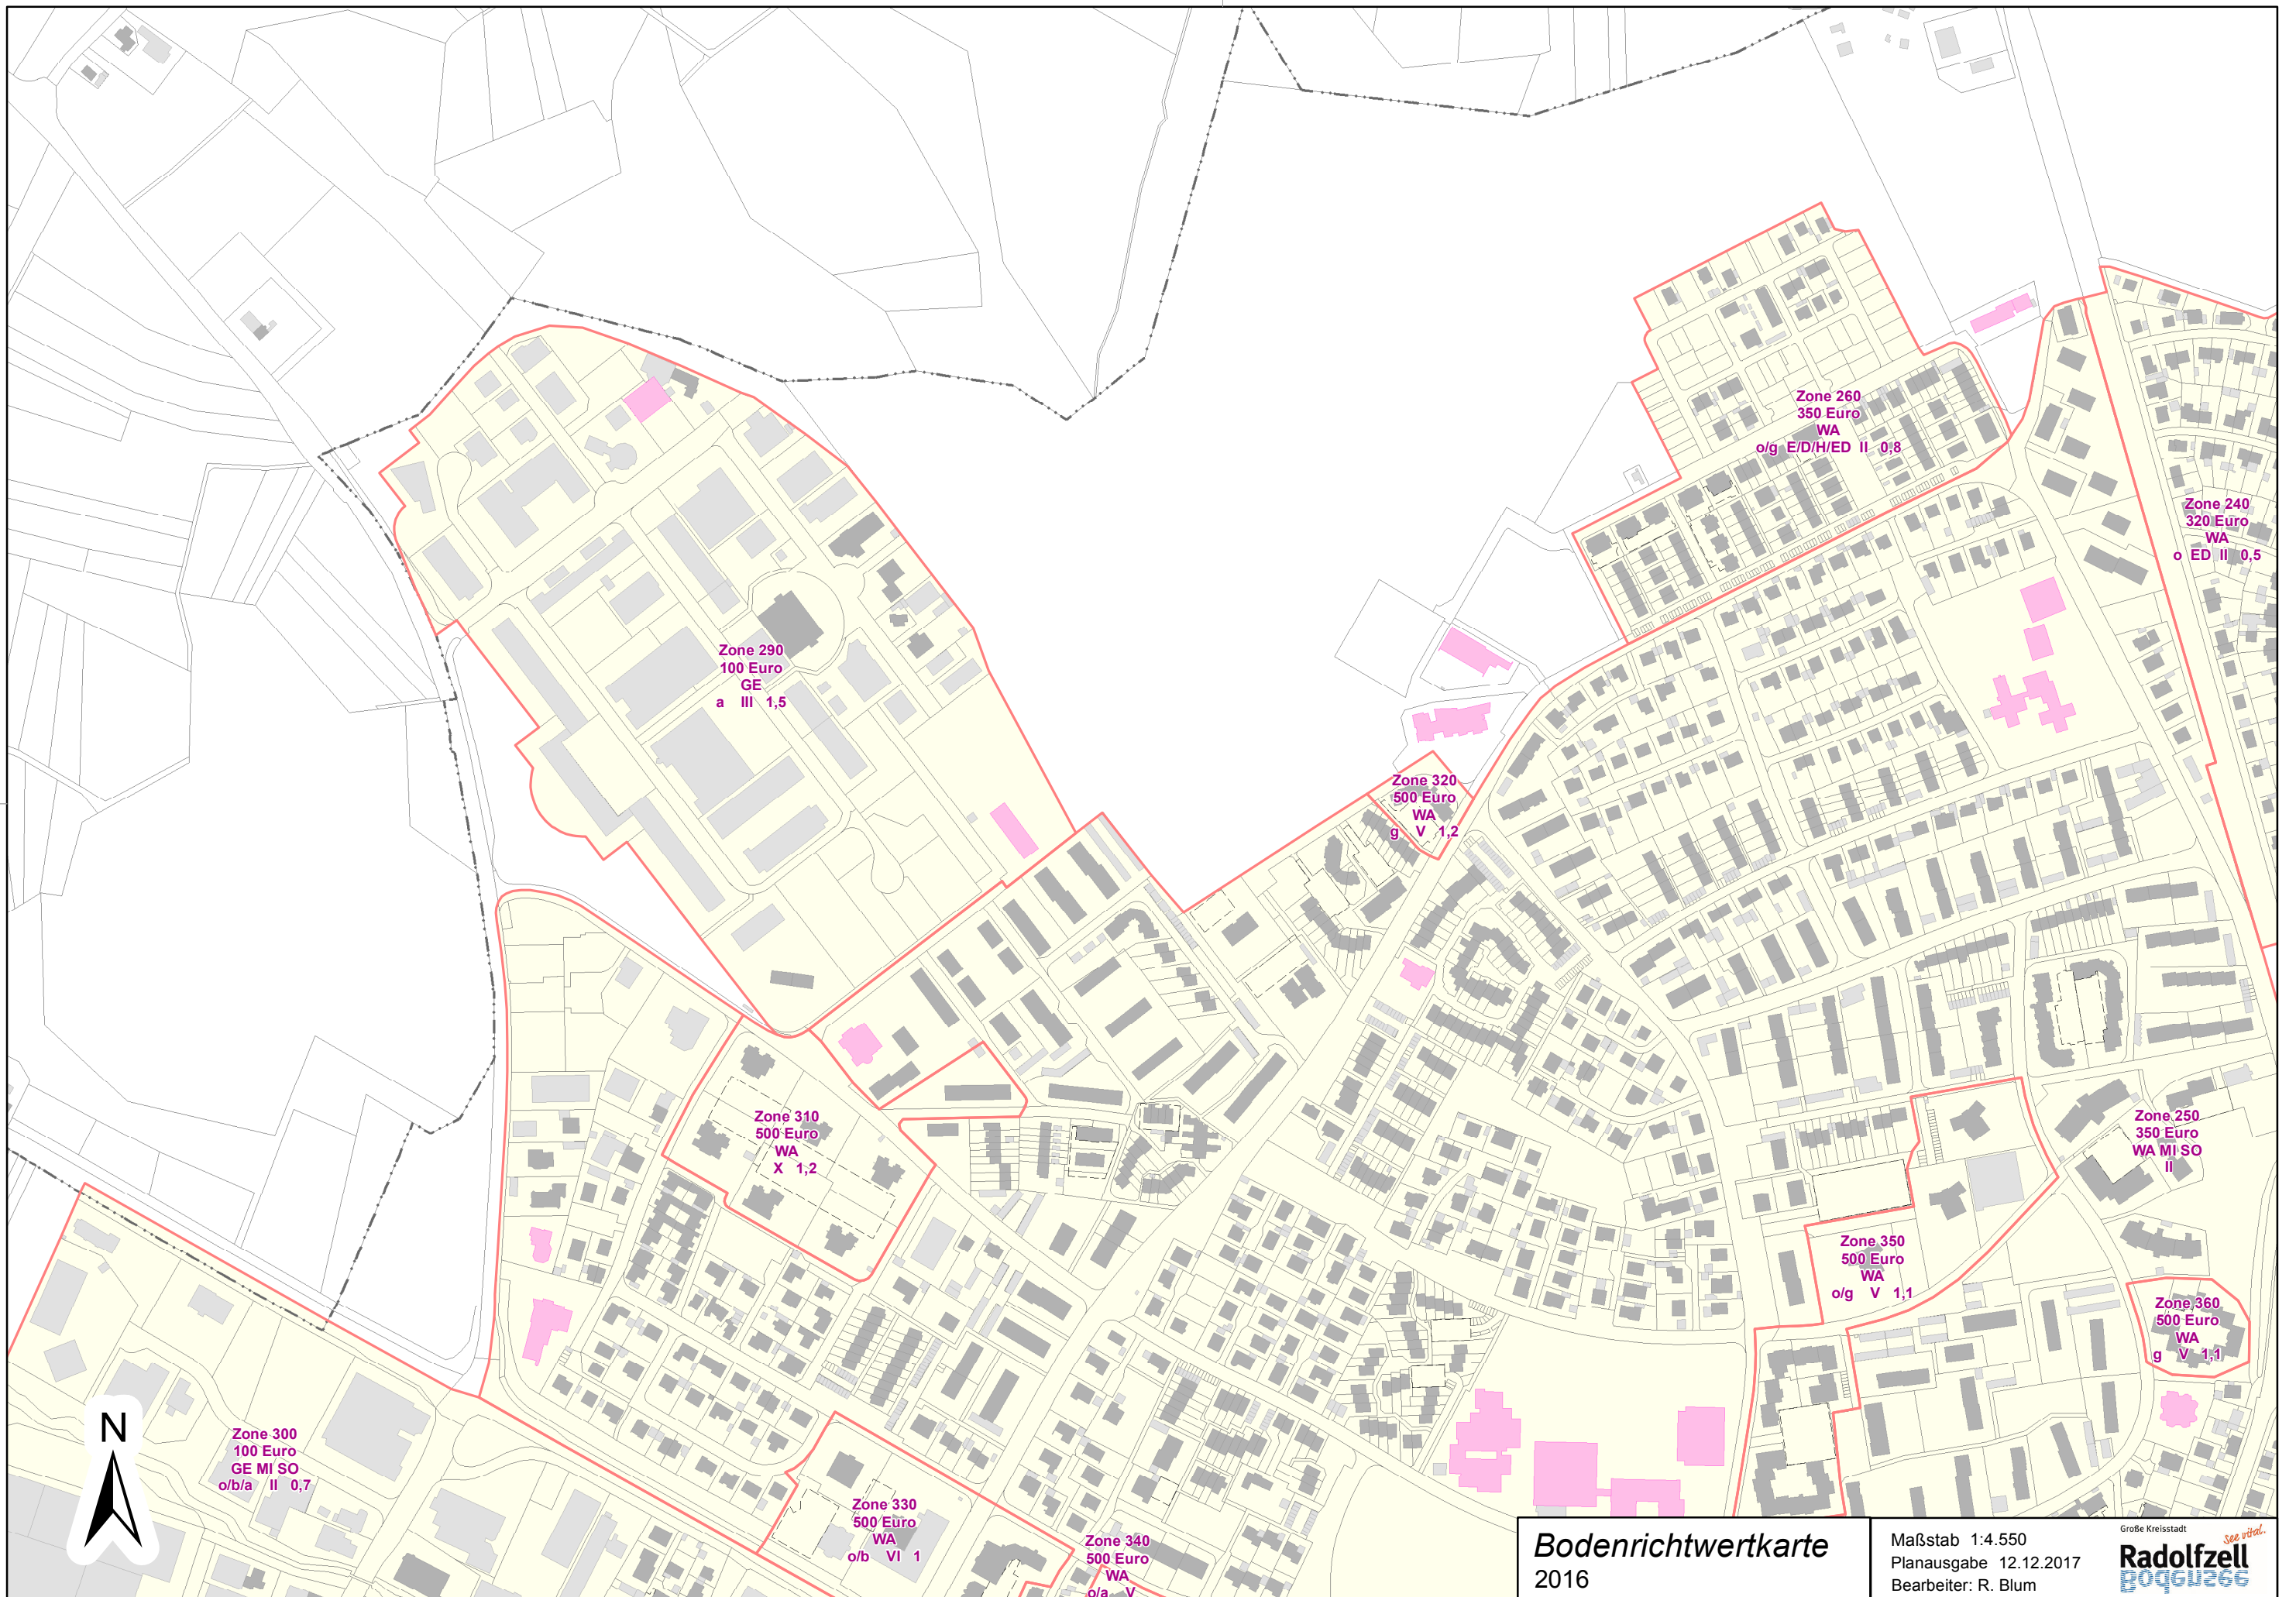 Zone 260
350 Euro
WA
o/g E/D/H/ED II 0,8
Zone 240
320 Euro
WA
o ED II 0,5
Zone 290
100 Euro
GE
a III 1,5
Zone 320
500 Euro
WA
g V 1,2
Zone 310
500 Euro
WA
X 1,2
Zone 250
350 Euro
WA MI SO
II
Zone 350
500 Euro
WA
o/g V 1,1
Zone 360
500 Euro
WA
g V 1,1
Zone 300
100 Euro
GE MI SO
o/b/a II 0,7
N
Zone 330
500 Euro
WA
o/b VI 1
Zone 340
500 Euro
WA
o/a V
Bodenrichtwertkarte
2016
Maßstab 1:4.550
Planausgabe 12.12.2017
Bearbeiter: R. Blum
Große Kreisstadt
see vital.
Radolfzell
Bodensee